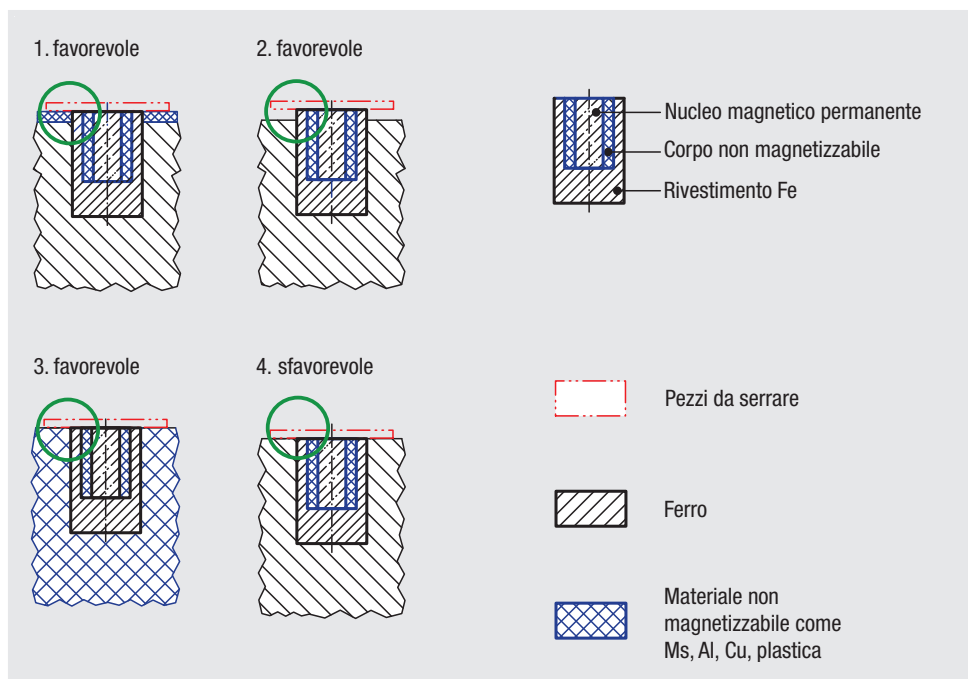 1. favorevole
2. favorevole
Nucleo magnetico permanente
Corpo non magnetizzabile
Rivestimento Fe
3. favorevole
4. sfavorevole
Pezzi da serrare
Ferro
Materiale non
magnetizzabile come
Ms, Al, Cu, plastica